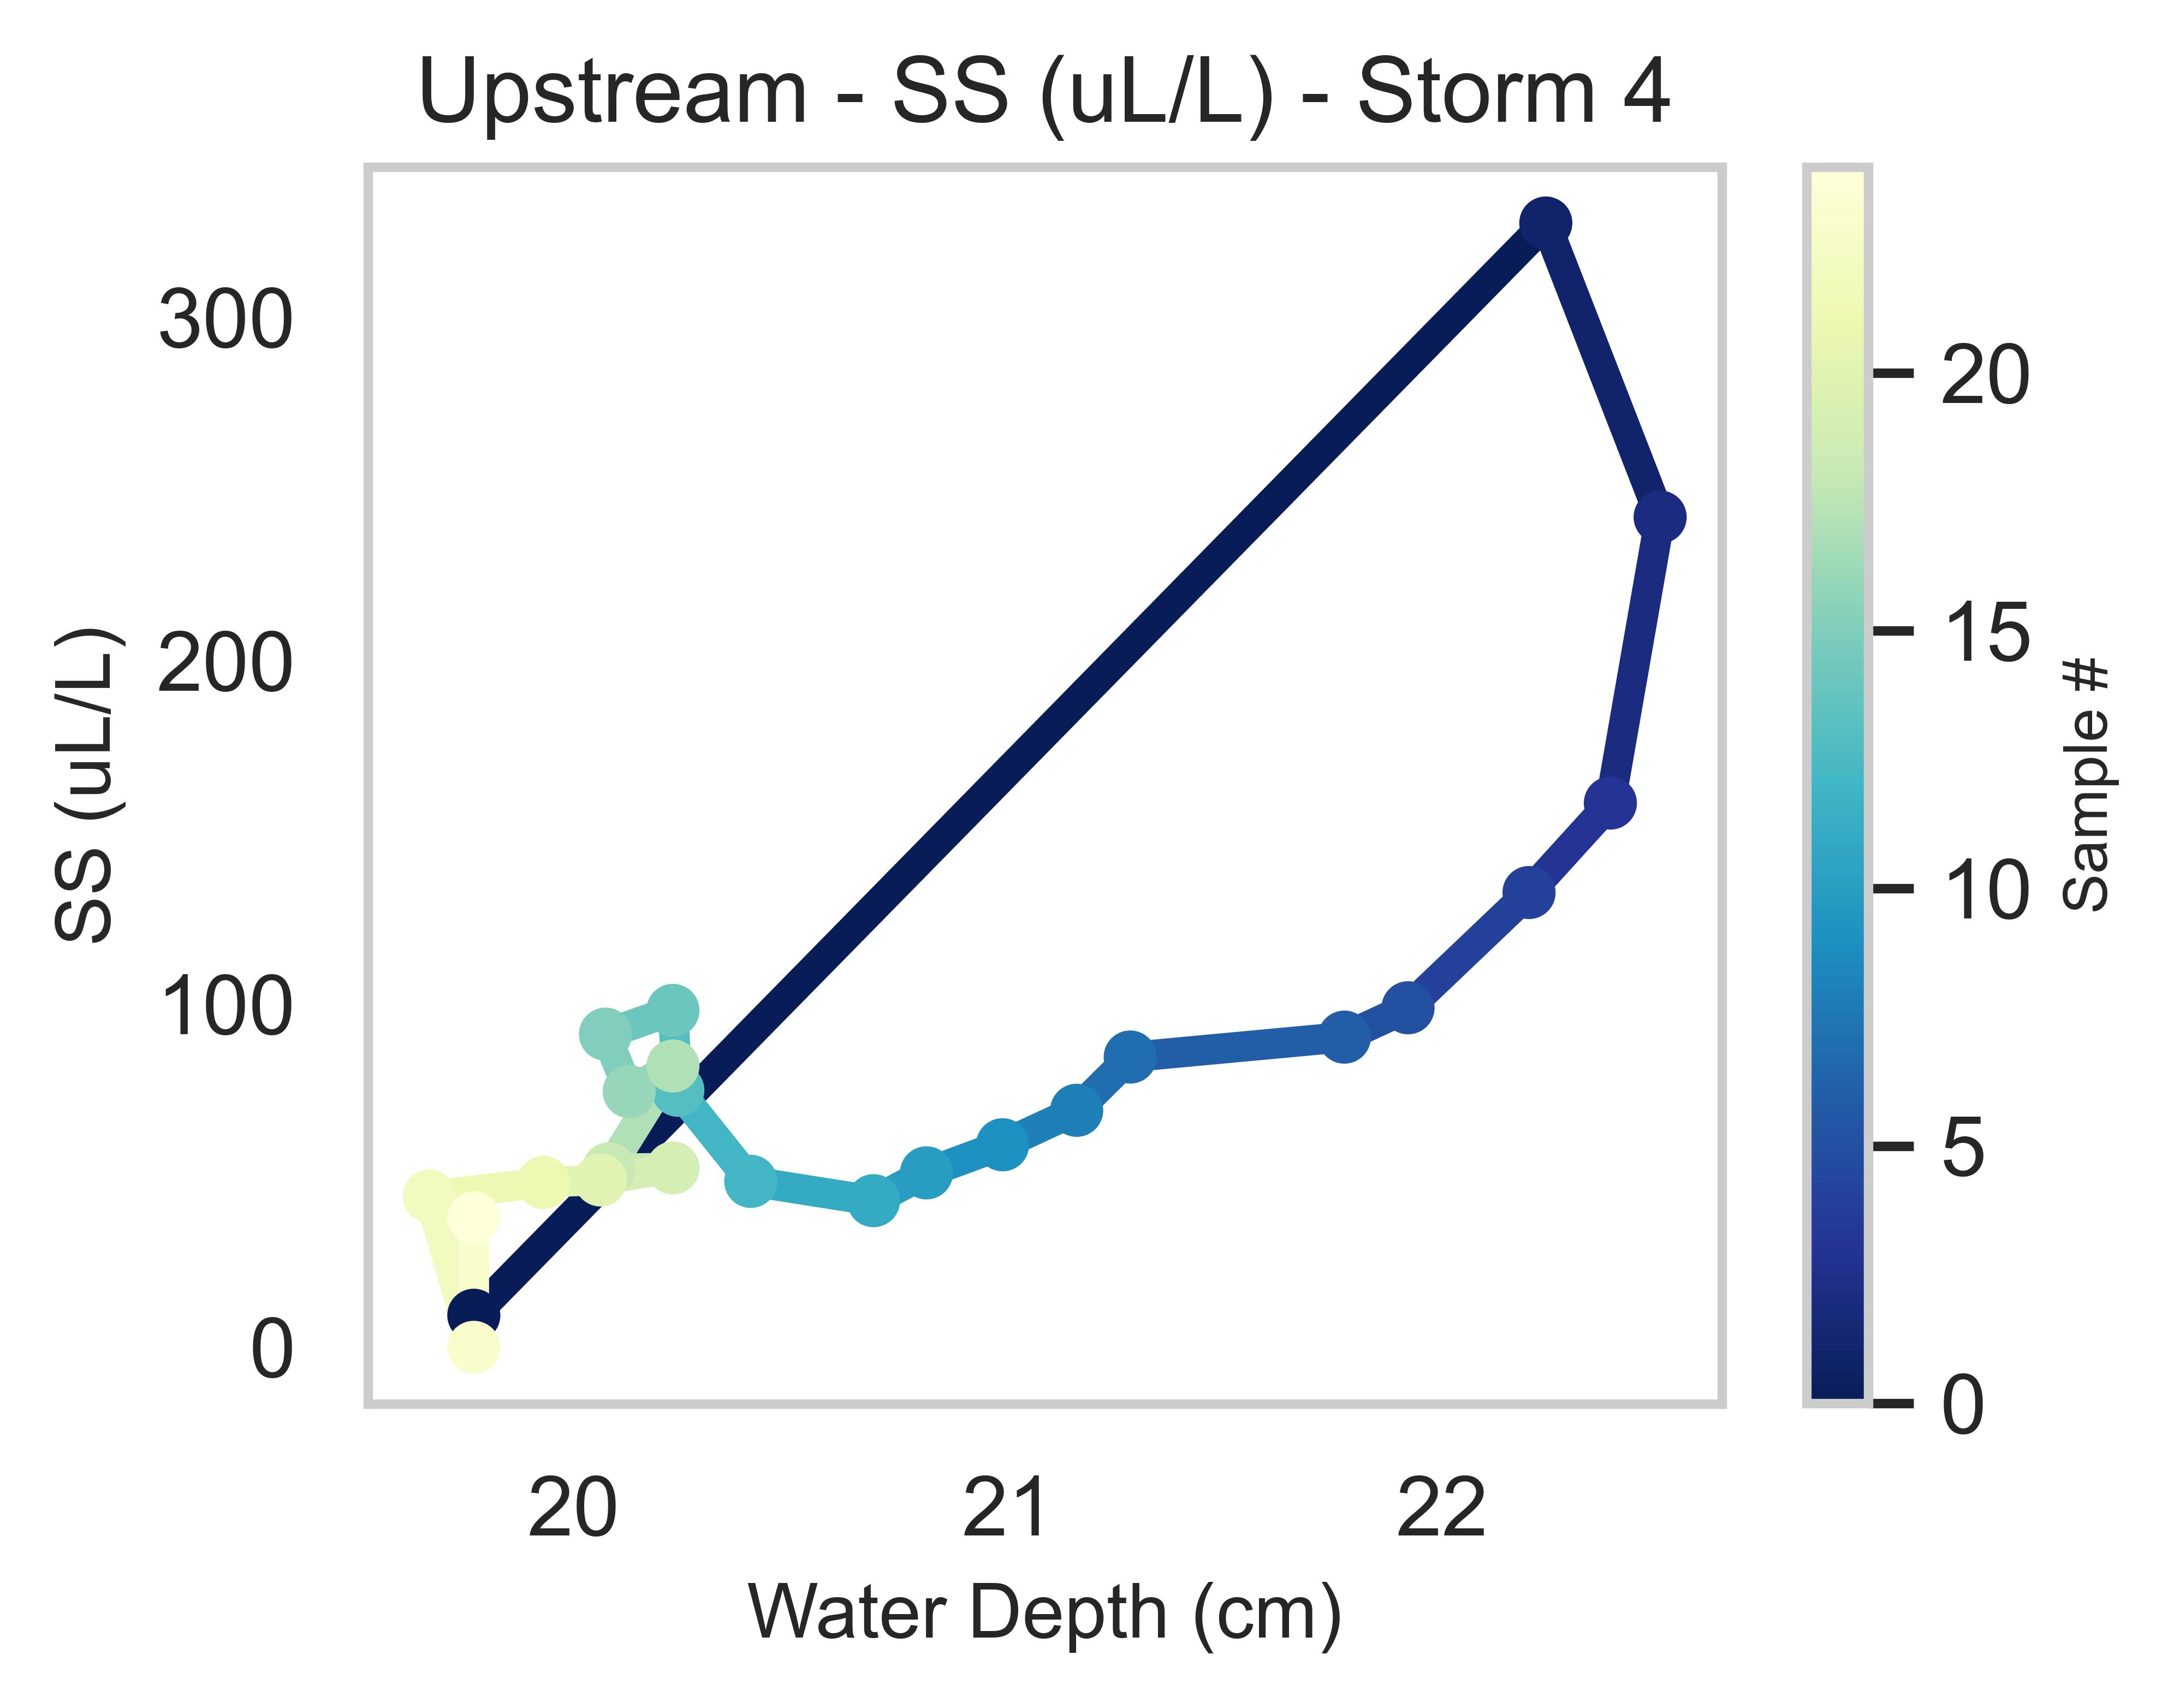 Upstream - SS (uL/L) - Storm 4
SS (uL/L)
300
200
100
0
20 21 22
Water Depth (cm)
20
15
10
5
0
Sample #